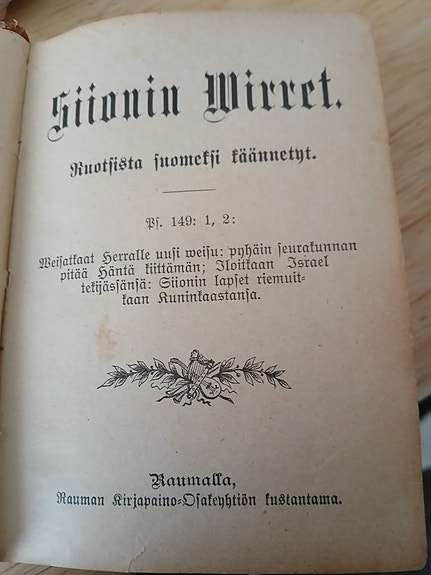 Siionin Wirret.
Ruotsista suomeksi käännetyt.
Ps. 149: 1, 2:
Weisatkaat Herralle uusi weisu: pyhäin seurakunnan
pitää Häntä kiittämän; Iloitkaan Israel
tekijässänsä: Siionin lapset riemuit-
kaan Kuninkaastansa.
Raumalla,
Rauman Kirjapaino-Osakeyhtiön kustantama.